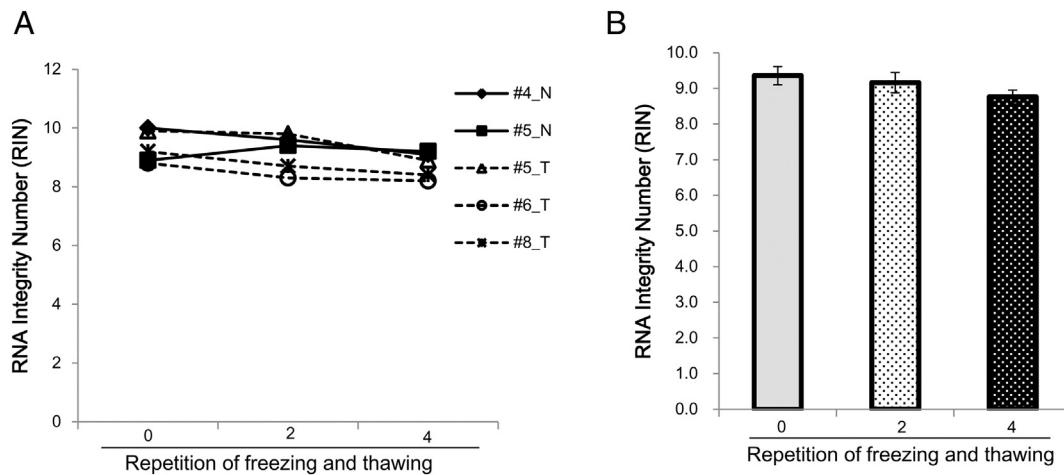 A
RNA Integrity Number (RIN)
12
10
8
6
4
2
0
0 2 4
Repetition of freezing and thawing
#4_N
#5_N
#5_T
#6_T
#8_T
B
RNA Integrity Number (RIN)
10.0
9.0
8.0
7.0
6.0
5.0
4.0
3.0
2.0
1.0
0.0
0 2 4
Repetition of freezing and thawing